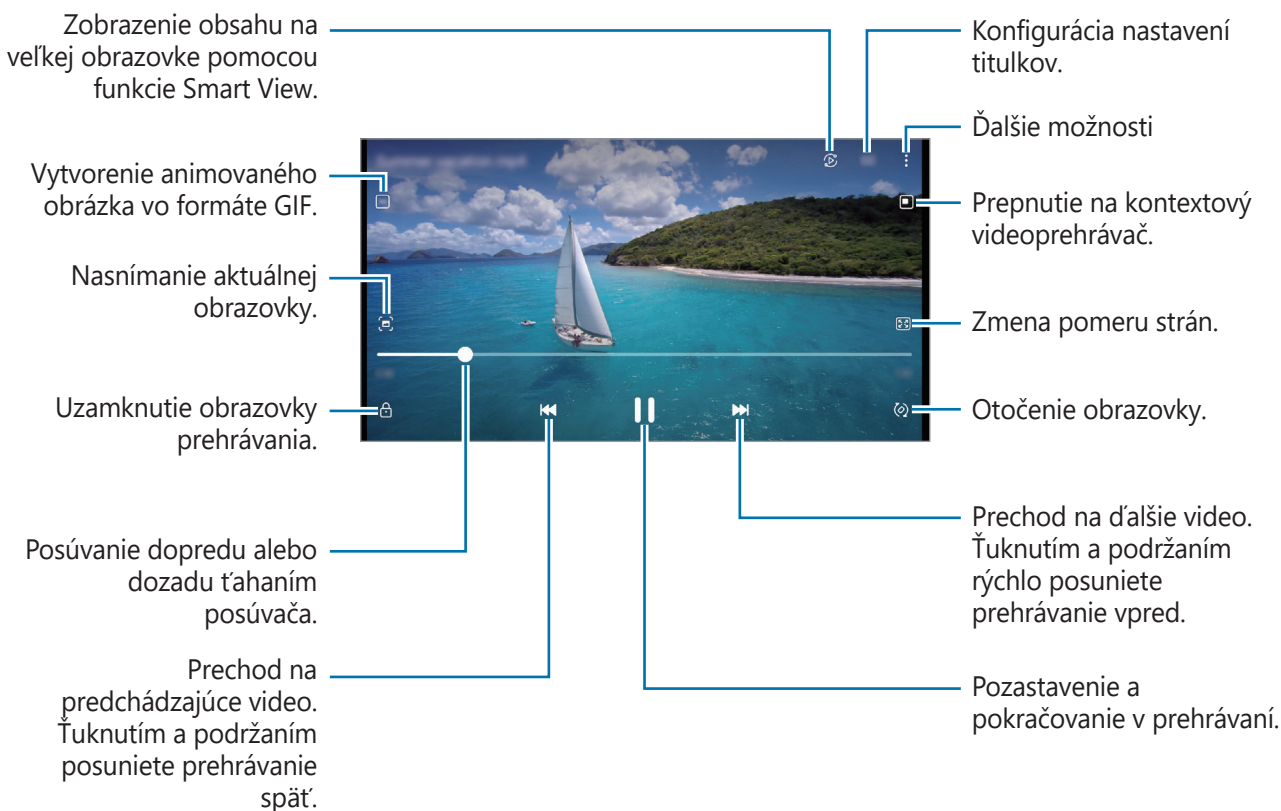 Zobrazenie obsahu na
veľkej obrazovke pomocou
funkcie Smart View.
Konfigurácia nastavení
titulkov.
Ďalšie možnosti
Vytvorenie animovaného
obrázka vo formáte GIF.
Prepnutie na kontextový
videoprehrávač.
Nasnímanie aktuálnej
obrazovky.
Zmena pomeru strán.
Uzamknutie obrazovky
prehrávania.
Otočenie obrazovky.
Posúvanie dopredu alebo
dozadu ťahaním
posúvača.
Prechod na ďalšie video.
Ťuknutím a podržaním
rýchlo posuniete
prehrávanie vpred.
Prechod na
predchádzajúce video.
Ťuknutím a podržaním
posuniete prehrávanie
späť.
Pozastavenie a
pokračovanie v prehrávaní.